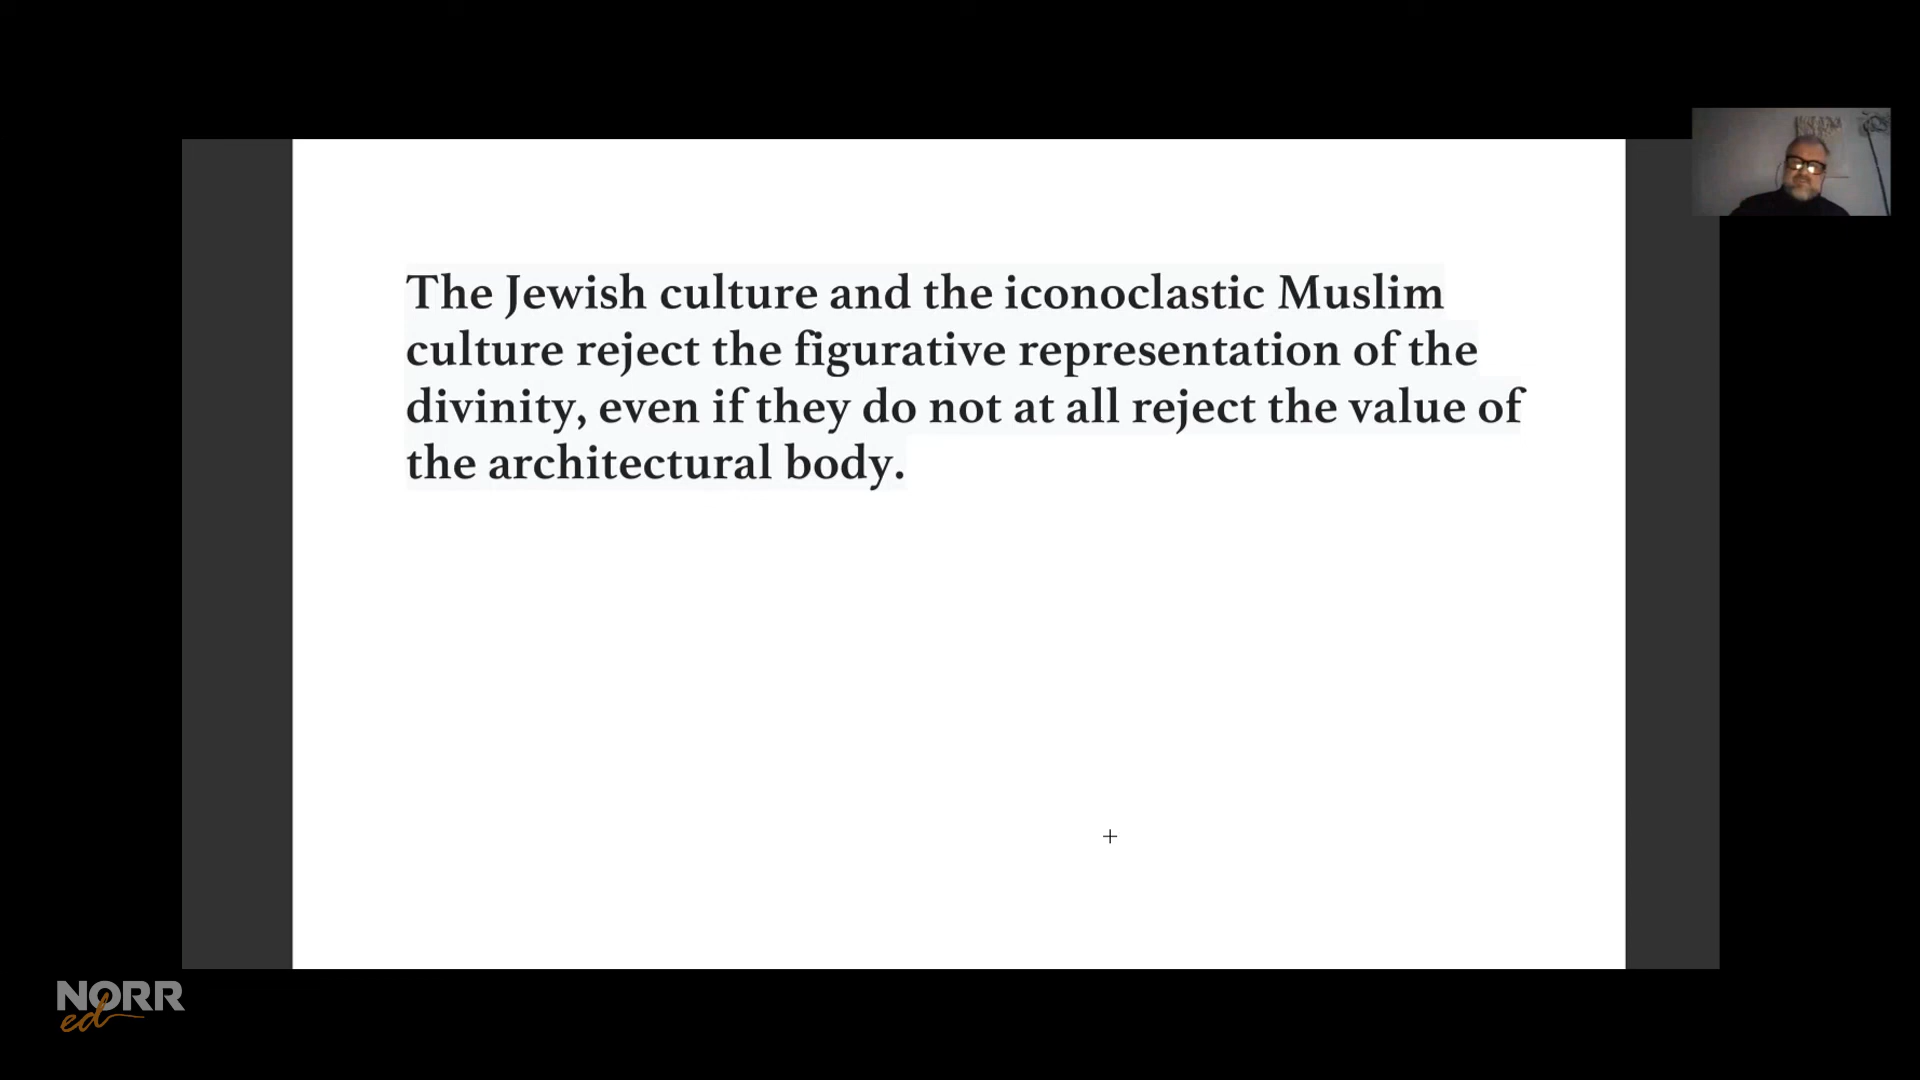 The Jewish culture and the iconoclastic Muslim
culture reject the figurative representation of the
divinity, even if they do not at all reject the value of
the architectural body.
NORR
ed